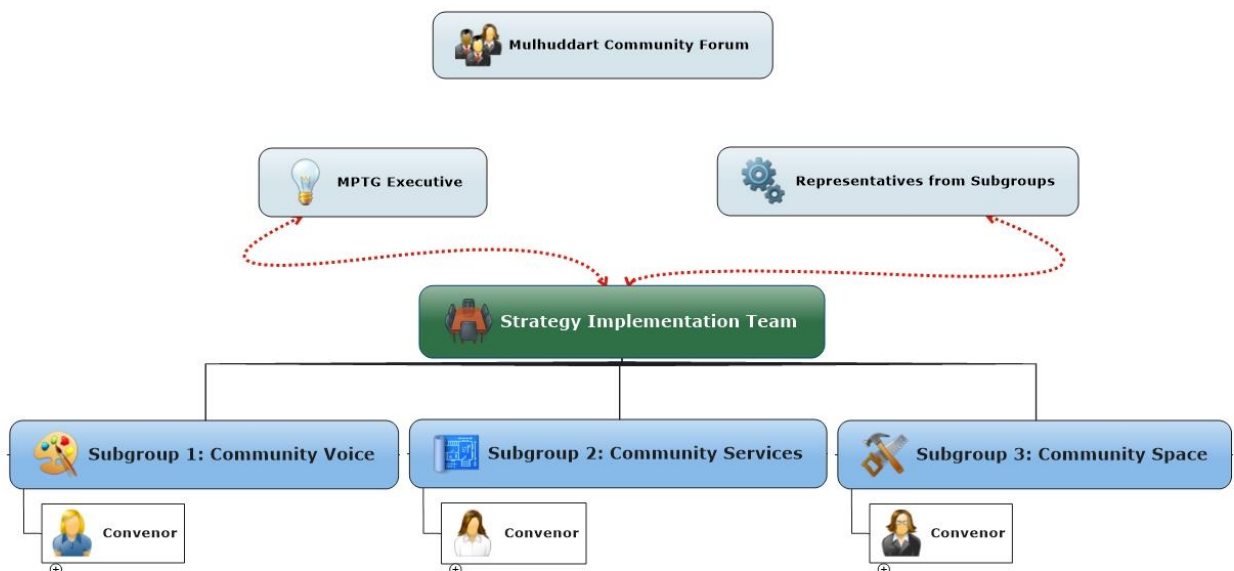 Mulhuddart Community Forum
MPTG Executive
Representatives from Subgroups
Strategy Implementation Team
Subgroup 1: Community Voice
Subgroup 2: Community Services
Subgroup 3: Community Space
Convenor
Convenor
Convenor